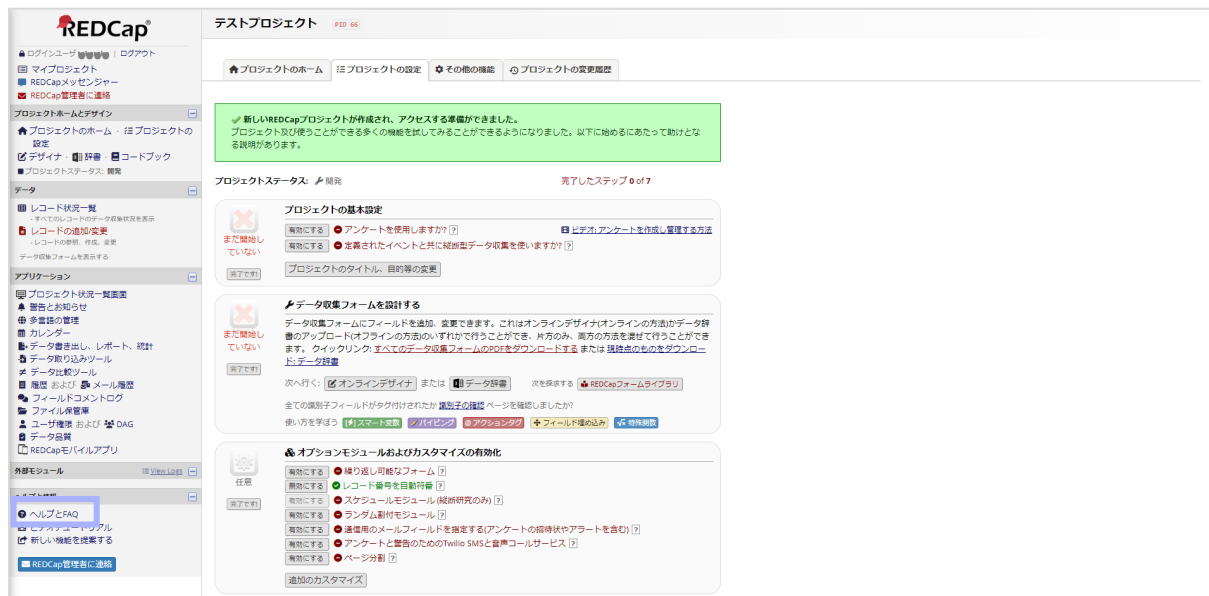 REDCap
テストプロジェクト PID 66
ログインユーザ | ログアウト
マイプロジェクト
REDCapメッセンジャー
REDCap管理者に連絡
プロジェクトホームとデザイン
プロジェクトのホーム · プロジェクトの
設定
デザイナ · 辞書 · コードブック
プロジェクトステータス: 開発
データ
レコード状況一覧
- すべてのレコードのデータ収集状況を表示
レコードの追加/変更
- レコードの参照、作成、変更
データ収集フォームを表示する
アプリケーション
プロジェクト状況一覧画面
警告とお知らせ
多言語の管理
カレンダー
データ書き出し、レポート、統計
データ取り込みツール
データ比較ツール
履歴 および メール履歴
フィールドコメントログ
ファイル保管庫
ユーザ権限 および DAG
データ品質
REDCapモバイルアプリ
外部モジュール View Logs
ヘルプと情報
ヘルプとFAQ
ビデオチュートリアル
新しい機能を提案する
REDCap管理者に連絡
プロジェクトのホーム プロジェクトの設定 その他の機能 プロジェクトの変更履歴
新しいREDCapプロジェクトが作成され、アクセスする準備ができました。
プロジェクト及び使うことができる多くの機能を試してみることができるようになりました。以下に始めるにあたって助けとな
る説明があります。
プロジェクトステータス: 開発 完了したステップ 0 of 7
まだ開始し
ていない
完了です!
プロジェクトの基本設定
有効にする アンケートを使用しますか? ? ビデオ: アンケートを作成し管理する方法
有効にする 定義されたイベントと共に縦断型データ収集を使いますか? ?
プロジェクトのタイトル、目的等の変更
まだ開始し
ていない
完了です!
データ収集フォームを設計する
データ収集フォームにフィールドを追加、変更できます。これはオンラインデザイナ(オンラインの方法)かデータ辞
書のアップロード(オフラインの方法)のいずれかで行うことができ、片方のみ、両方の方法を混ぜて行うことができ
ます。 クイックリンク: すべてのデータ収集フォームのPDFをダウンロードする または 現時点のものをダウンロー
ド: データ辞書
次へ行く: オンラインデザイナ または データ辞書 次を探求する REDCapフォームライブラリ
全ての識別子フィールドがタグ付けされたか 識別子の確認 ページを確認しましたか?
使い方を学ぼう スマート変数 パイピング アクションタグ フィールド埋め込み 特殊関数
任意
完了です!
オプションモジュールおよびカスタマイズの有効化
有効にする 繰り返し可能なフォーム ?
無効にする レコード番号を自動符番 ?
有効にする スケジュールモジュール (縦断研究のみ) ?
有効にする ランダム割付モジュール ?
有効にする 通信用のメールフィールドを指定する(アンケートの招待状やアラートを含む) ?
有効にする アンケートと警告のためのTwilio SMSと音声コールサービス ?
有効にする ページ分割 ?
追加のカスタマイズ